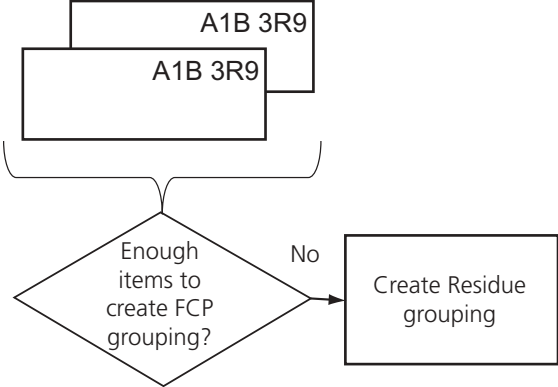 A1B 3R9
A1B 3R9
Enough
items to
create FCP
grouping?
No
Create Residue
grouping